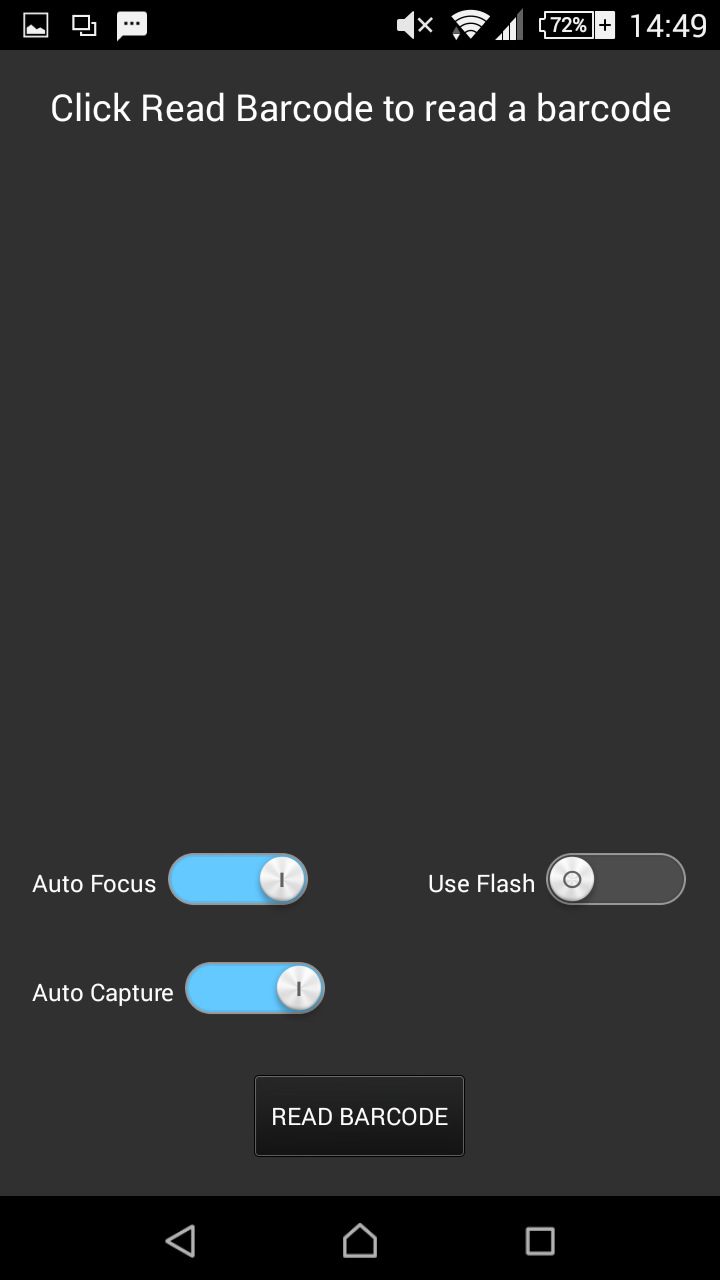 72% 14:49
Click Read Barcode to read a barcode
Auto Focus
Use Flash
Auto Capture
READ BARCODE